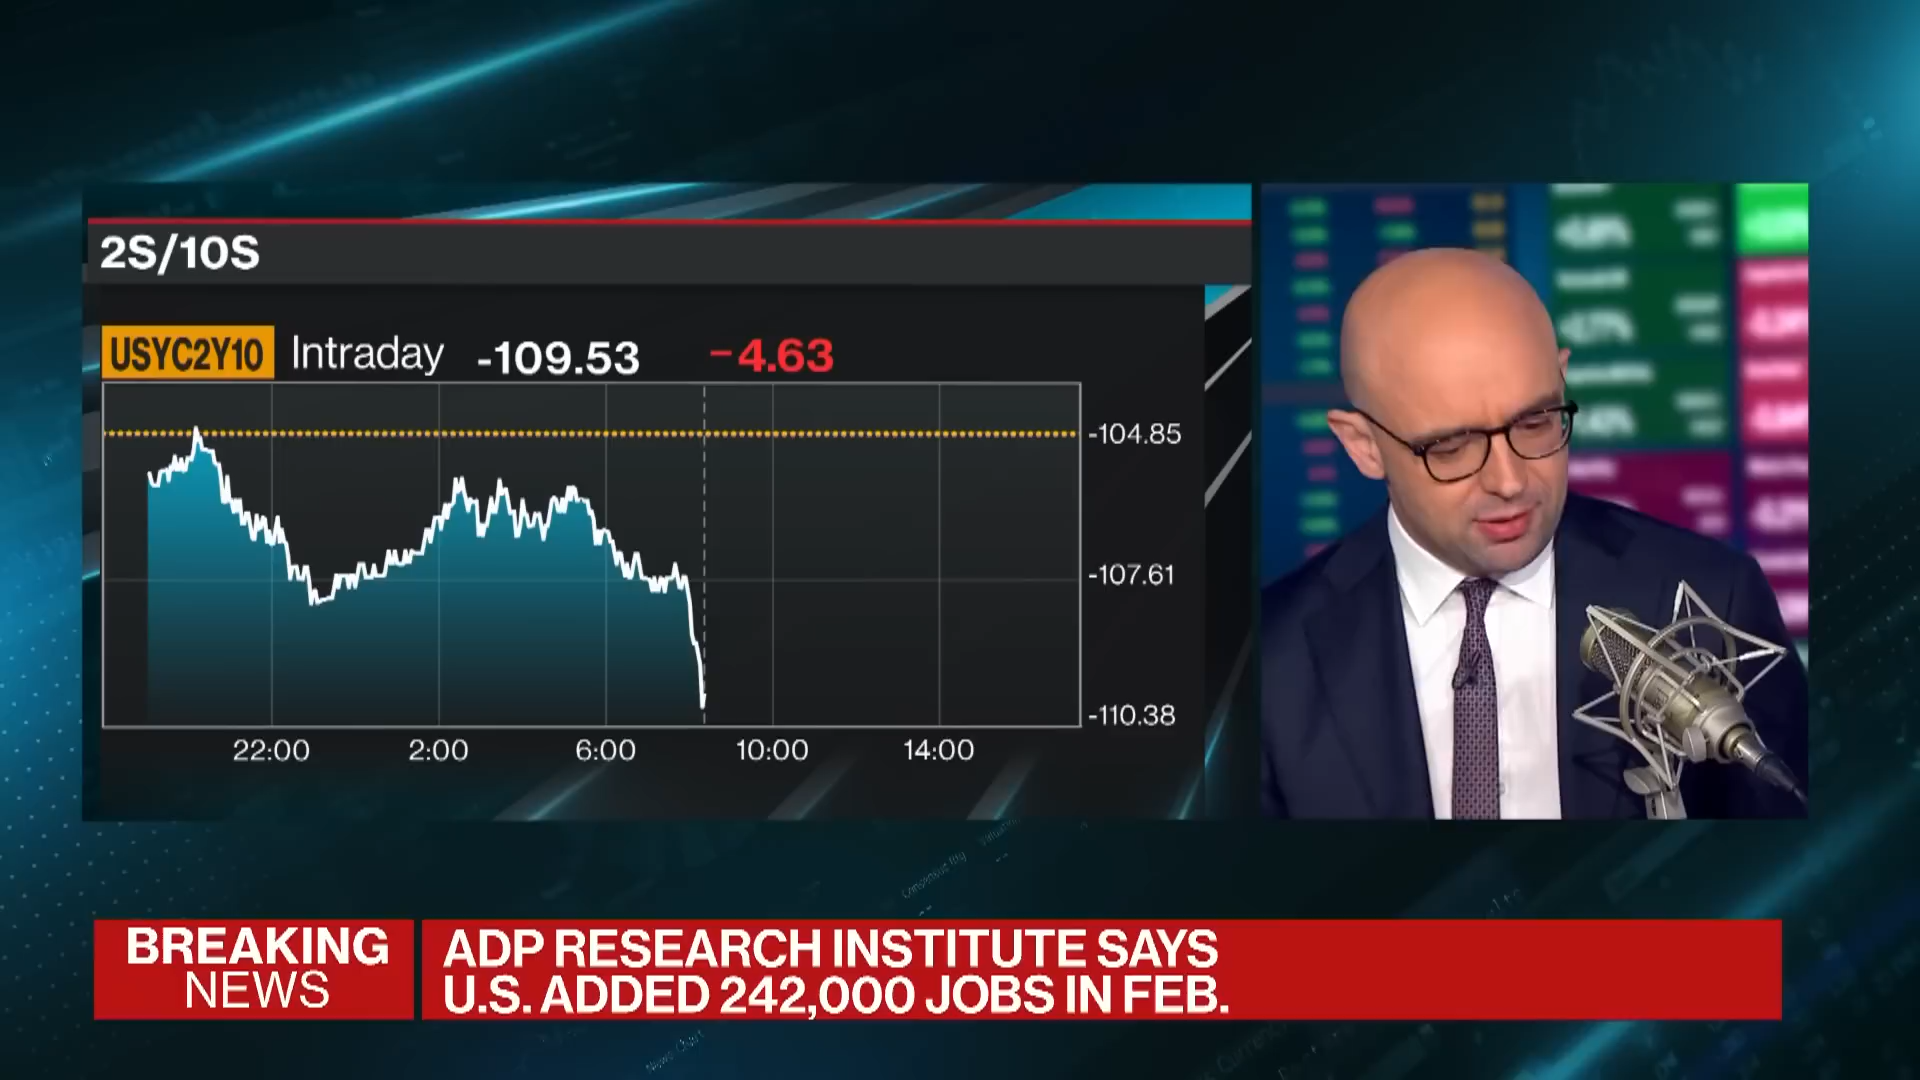 2S/10S
USYC2Y10 Intraday -109.53 -4.63
-104.85
-107.61
-110.38
22:00 2:00 6:00 10:00 14:00
BREAKING
NEWS
ADP RESEARCH INSTITUTE SAYS
U.S. ADDED 242,000 JOBS IN FEB.